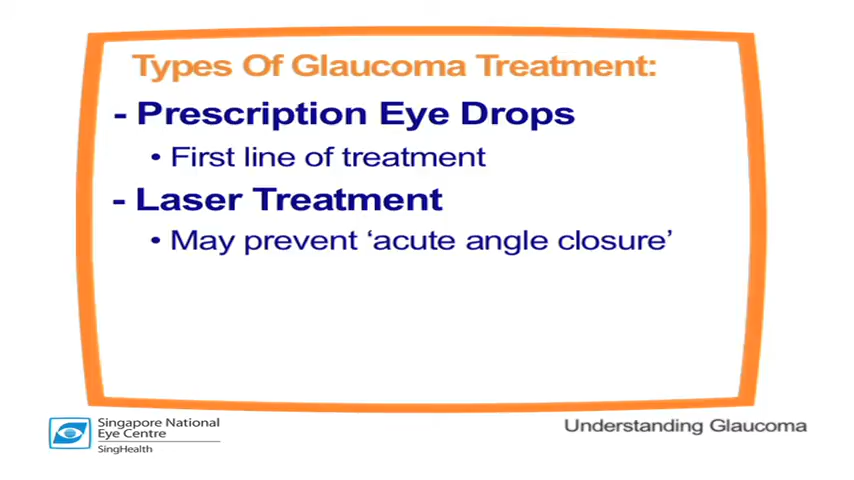 Types Of Glaucoma Treatment:
- Prescription Eye Drops
• First line of treatment
- Laser Treatment
• May prevent ‘acute angle closure’
Singapore National
Eye Centre
SingHealth
Understanding Glaucoma